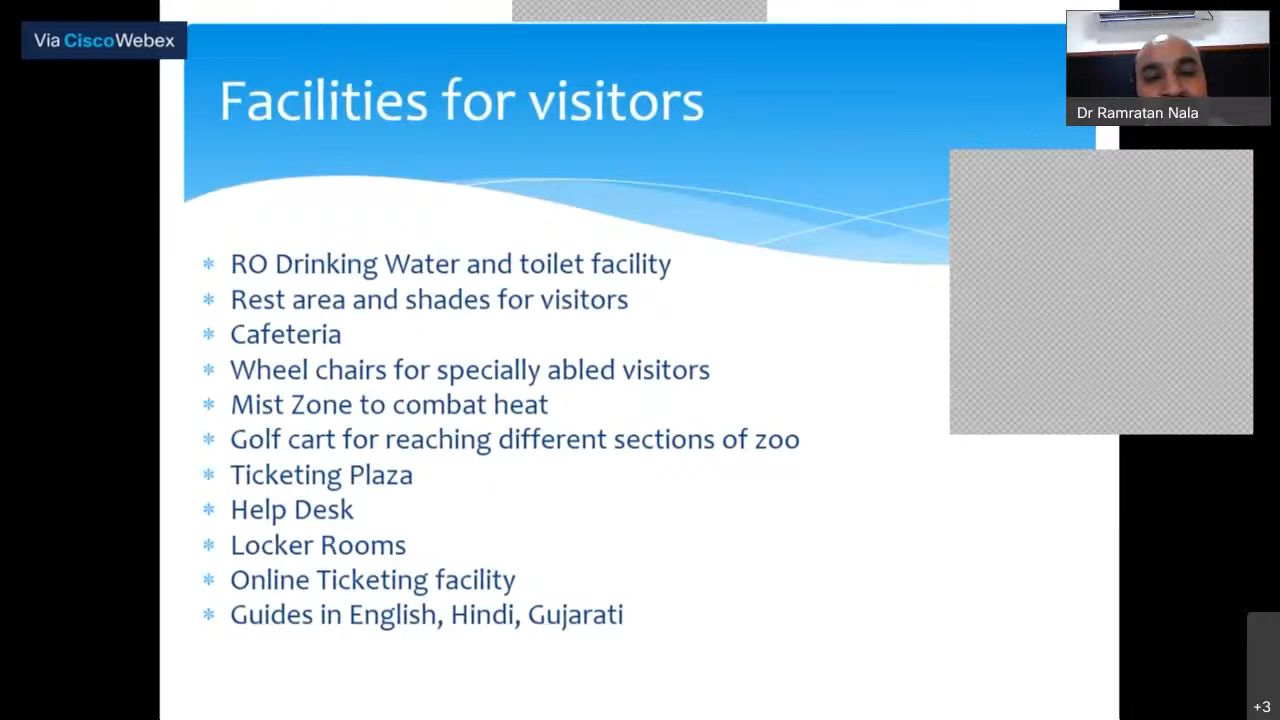 Via CiscoWebex
Facilities for visitors
Dr Ramratan Nala
* RO Drinking Water and toilet facility
* Rest area and shades for visitors
* Cafeteria
* Wheel chairs for specially abled visitors
* Mist Zone to combat heat
* Golf cart for reaching different sections of zoo
* Ticketing Plaza
* Help Desk
* Locker Rooms
* Online Ticketing facility
* Guides in English, Hindi, Gujarati
+3